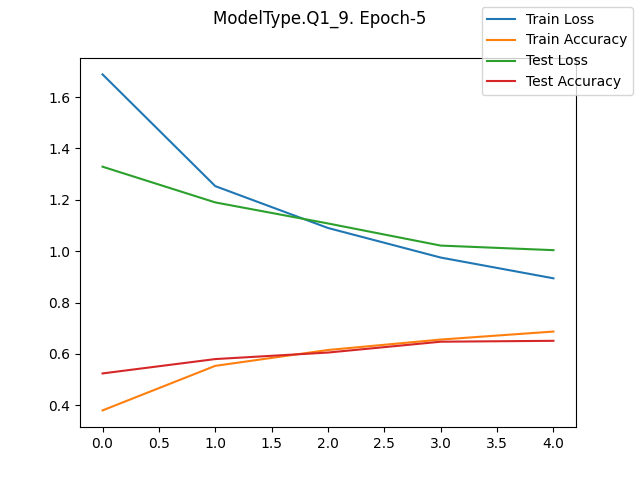 ModelType.Q1_9. Epoch-5
Train Loss
Train Accuracy
Test Loss
Test Accuracy
1.6
1.4
1.2
1.0
0.8
0.6
0.4
0.0 0.5 1.0 1.5 2.0 2.5 3.0 3.5 4.0